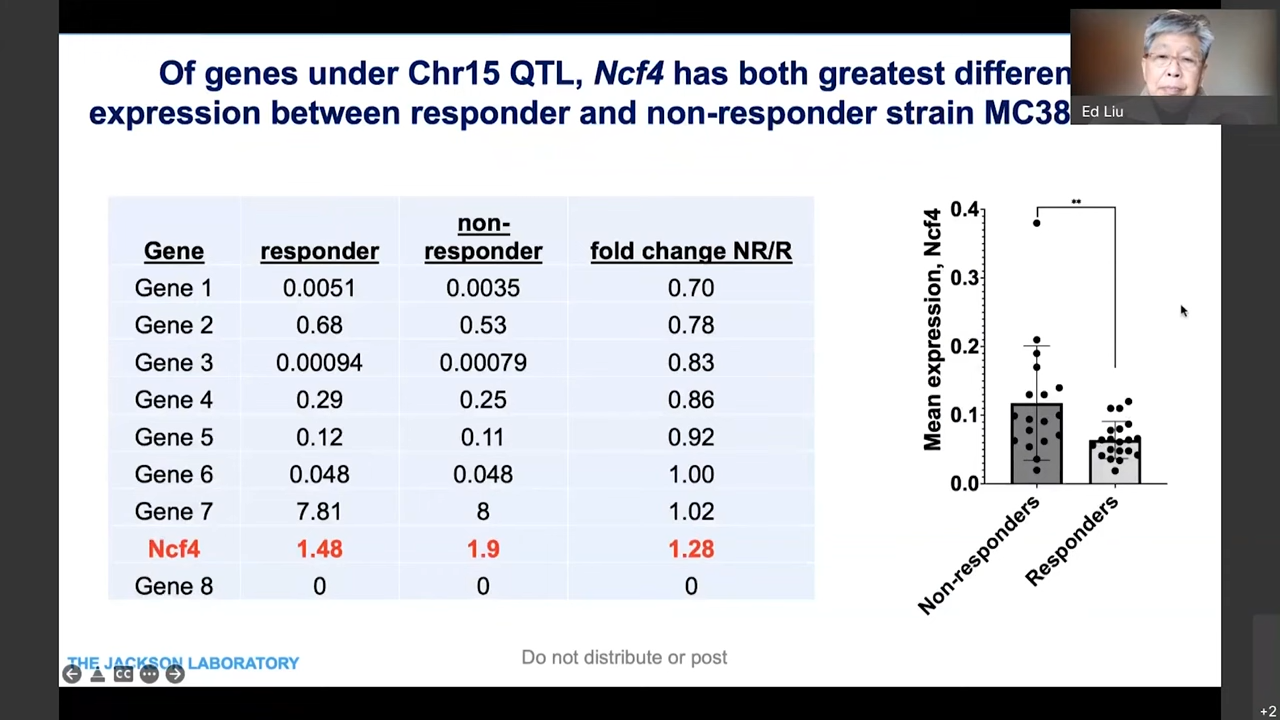 Of genes under Chr15 QTL, Ncf4 has both greatest differen
expression between responder and non-responder strain MC38
Ed Liu
Gene responder non-responder fold change NR/R
Gene 1 0.0051 0.0035 0.70
Gene 2 0.68 0.53 0.78
Gene 3 0.00094 0.00079 0.83
Gene 4 0.29 0.25 0.86
Gene 5 0.12 0.11 0.92
Gene 6 0.048 0.048 1.00
Gene 7 7.81 8 1.02
Ncf4 1.48 1.9 1.28
Gene 8 0 0 0
Mean expression, Ncf4
**
0.4
0.3
0.2
0.1
0.0
Non-responders
Responders
THE JACKSON LABORATORY
CC
Do not distribute or post
+2